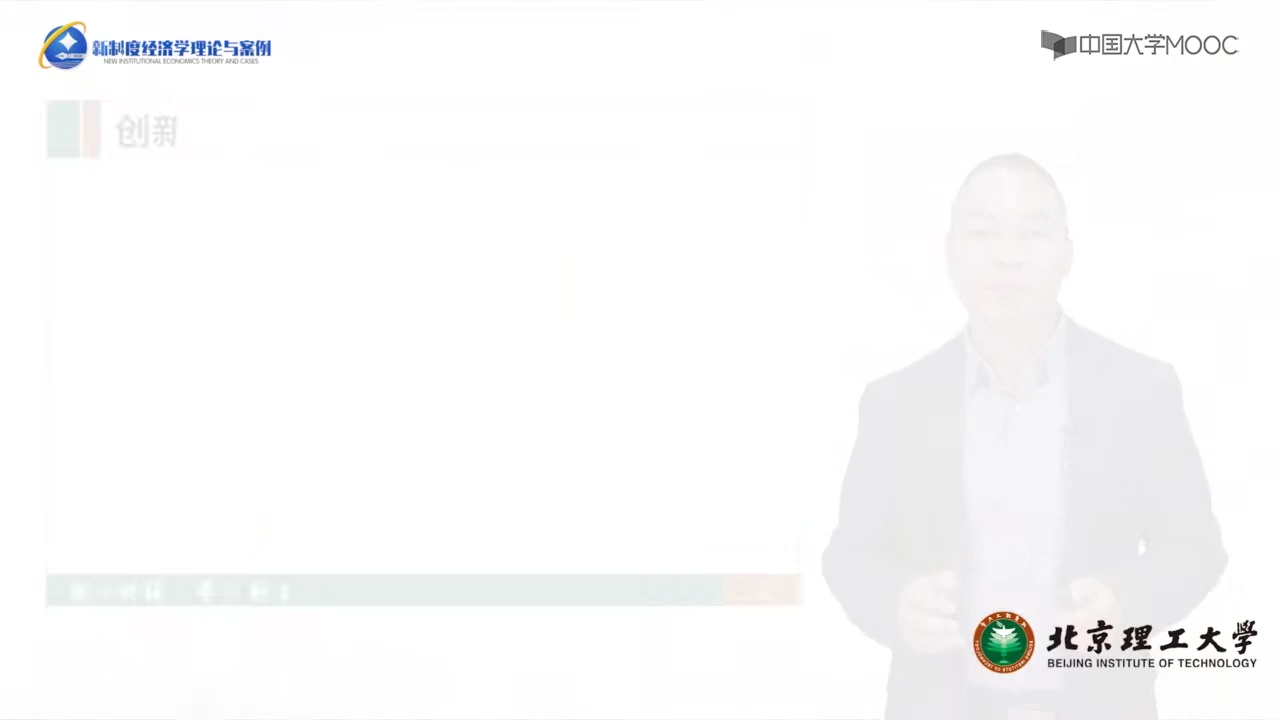 新制度经济学理论与案例
NEW INSTITUTIONAL ECONOMICS THEORY AND CASES
中国大学MOOC
创新
北京理工大学
BEIJING INSTITUTE OF TECHNOLOGY